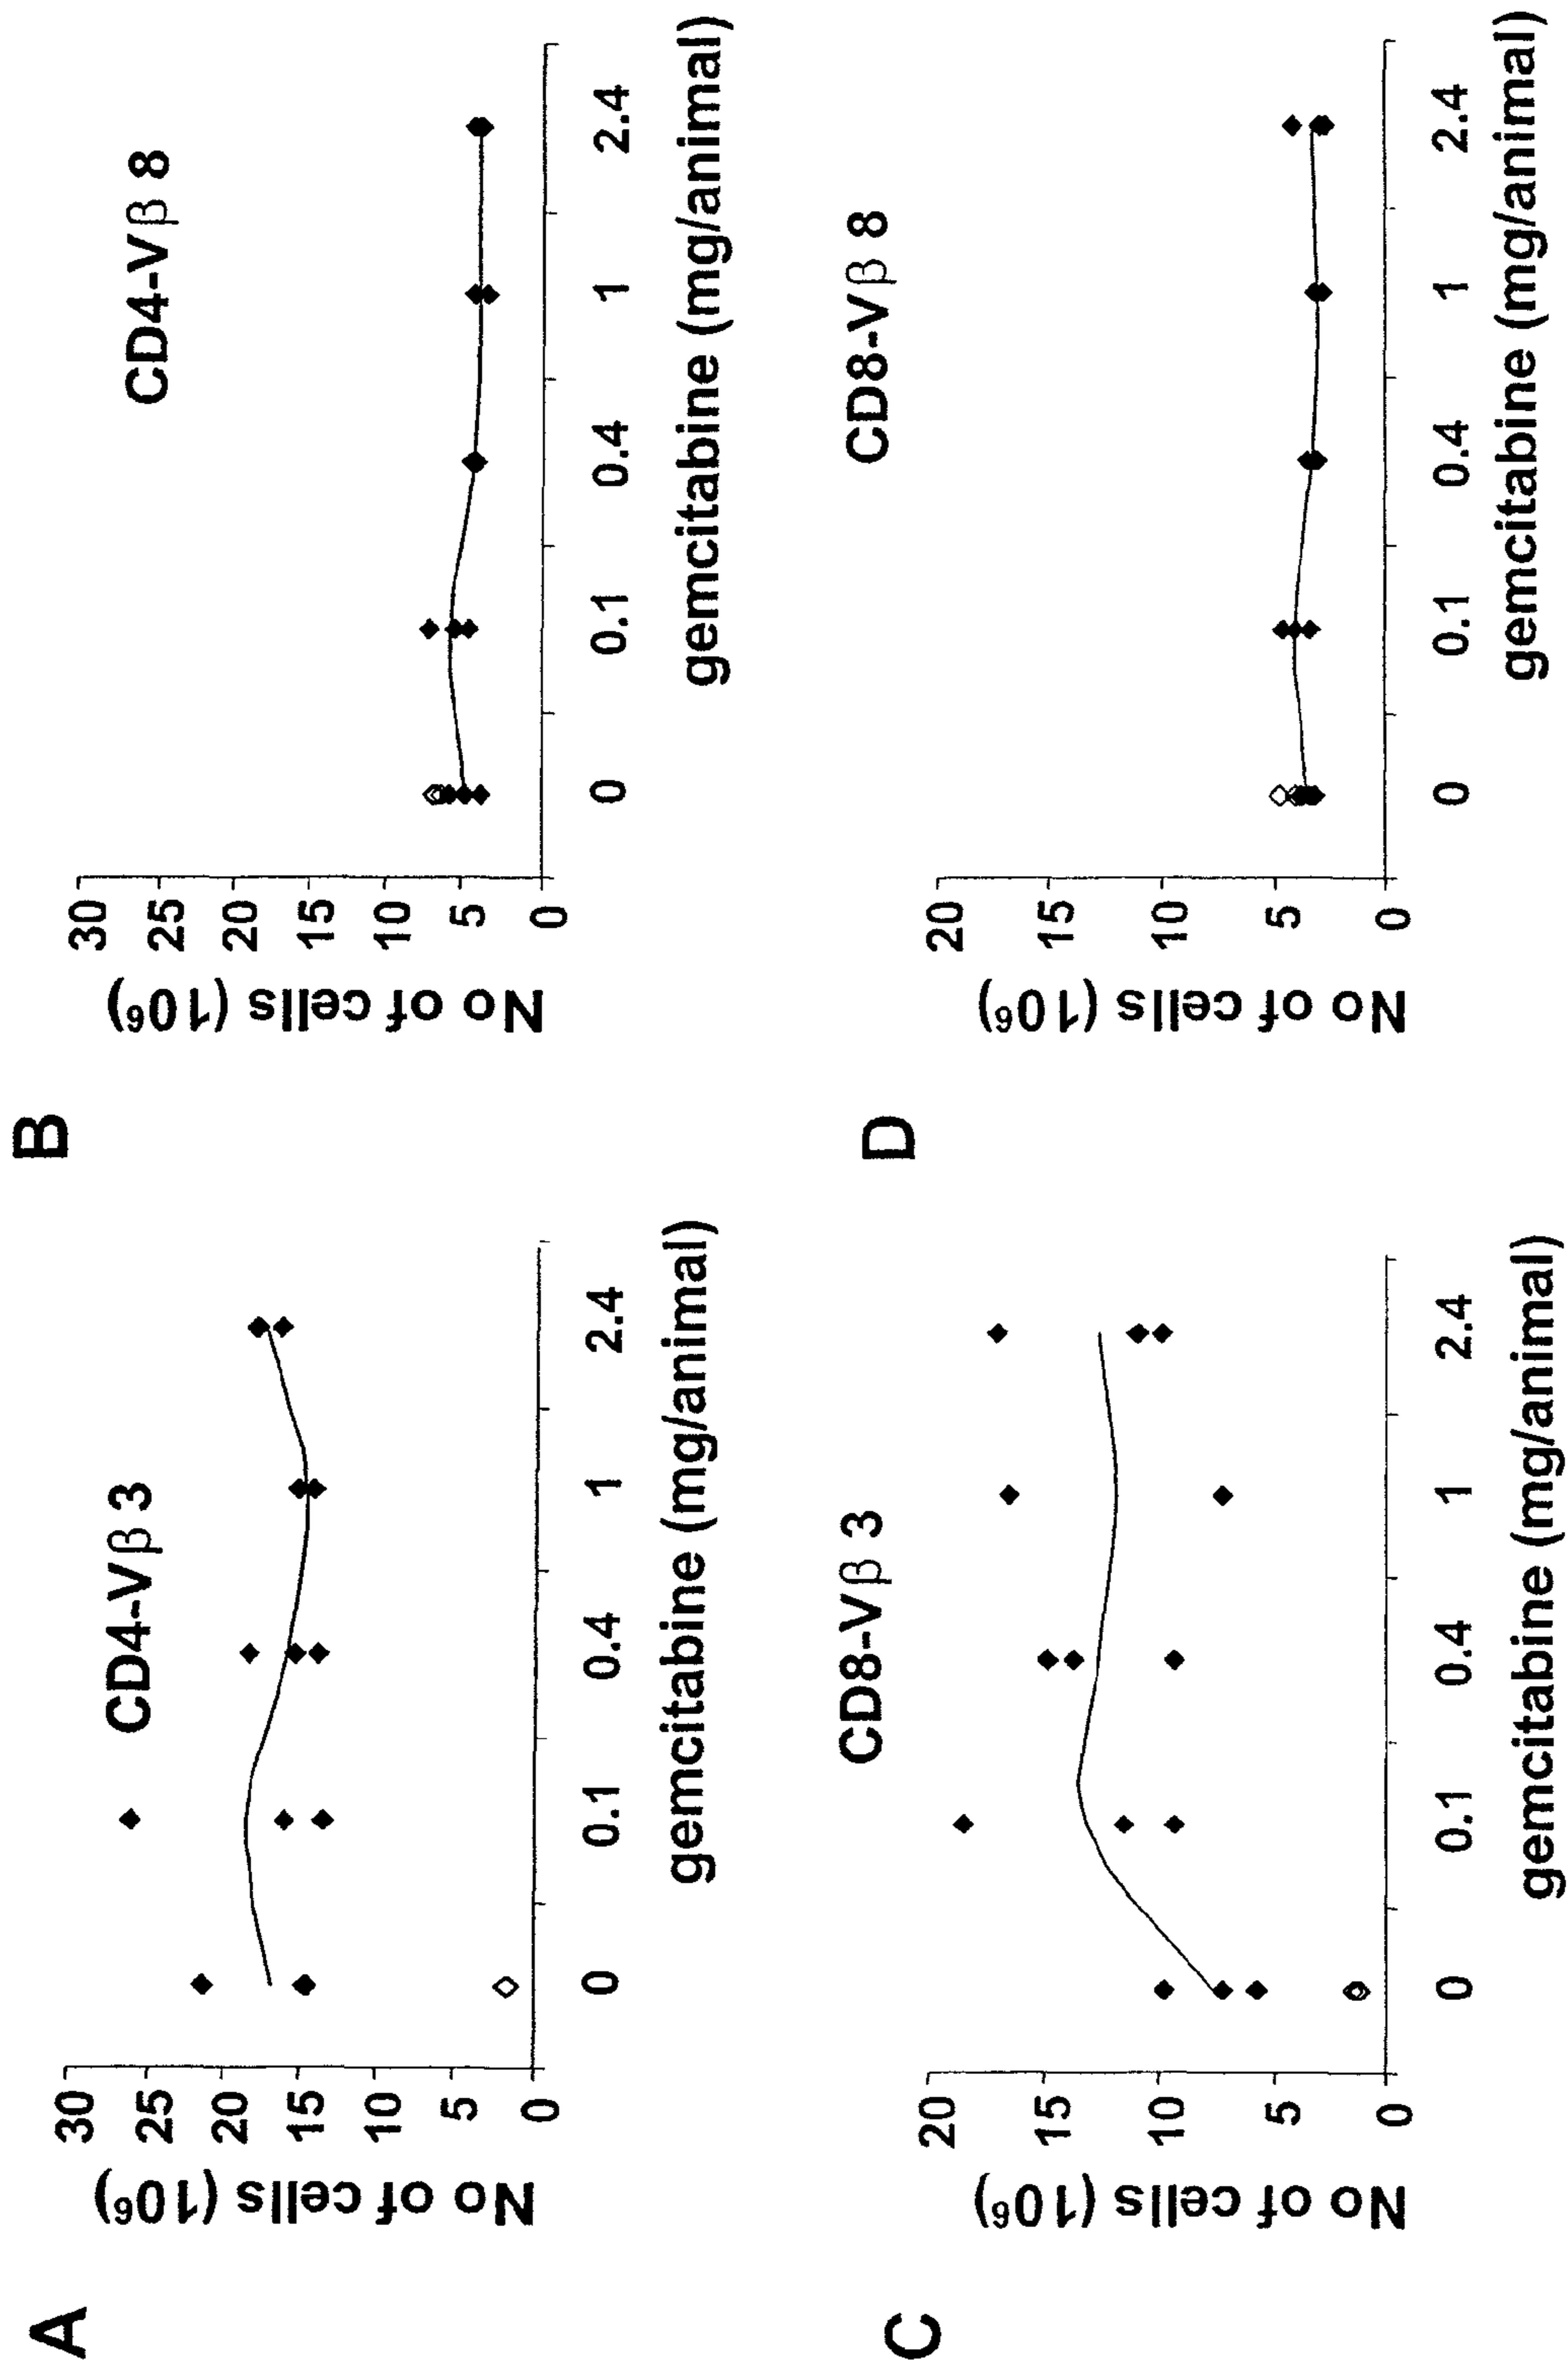 A
CD4-Vβ 3
No of cells (10⁶)
30
25
20
15
10
5
0
0 0.1 0.4 1 2.4
gemcitabine (mg/animal)
B
CD4-Vβ 8
No of cells (10⁶)
30
25
20
15
10
5
0
0 0.1 0.4 1 2.4
gemcitabine (mg/animal)
C
CD8-Vβ 3
No of cells (10⁶)
20
15
10
5
0
0 0.1 0.4 1 2.4
gemcitabine (mg/animal)
D
CD8-Vβ 8
No of cells (10⁶)
20
15
10
5
0
0 0.1 0.4 1 2.4
gemcitabine (mg/animal)